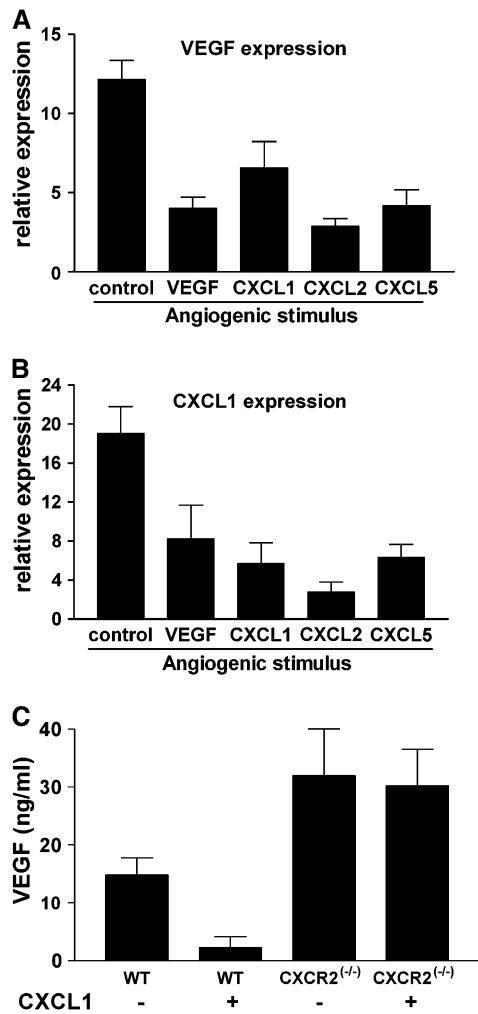 A
VEGF expression
relative expression
15
10
5
0
control VEGF CXCL1 CXCL2 CXCL5
Angiogenic stimulus
B
CXCL1 expression
relative expression
24
20
16
12
8
4
0
control VEGF CXCL1 CXCL2 CXCL5
Angiogenic stimulus
C
VEGF (ng/ml)
40
30
20
10
0
WT WT CXCR2(-/-) CXCR2(-/-)
CXCL1 - + - +